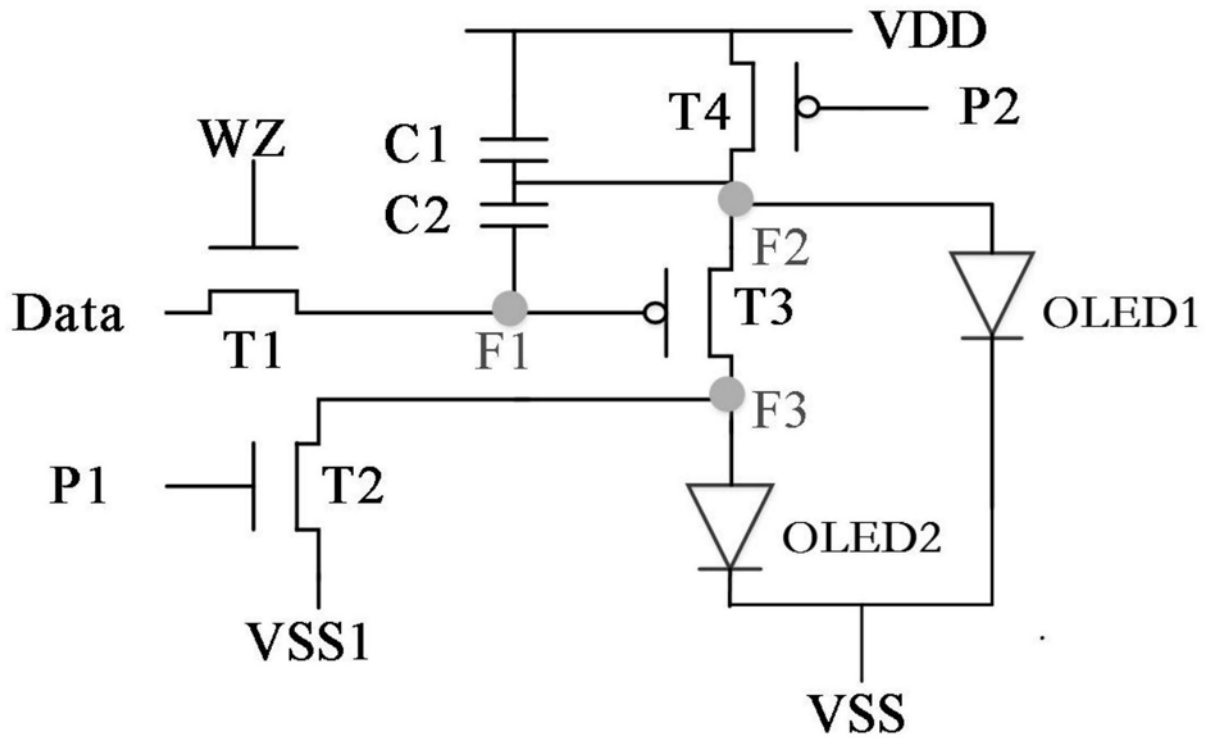 VDD
T4
P2
WZ
C1
C2
F2
T3
OLED1
Data
T1
F1
F3
P1
T2
OLED2
VSS1
VSS